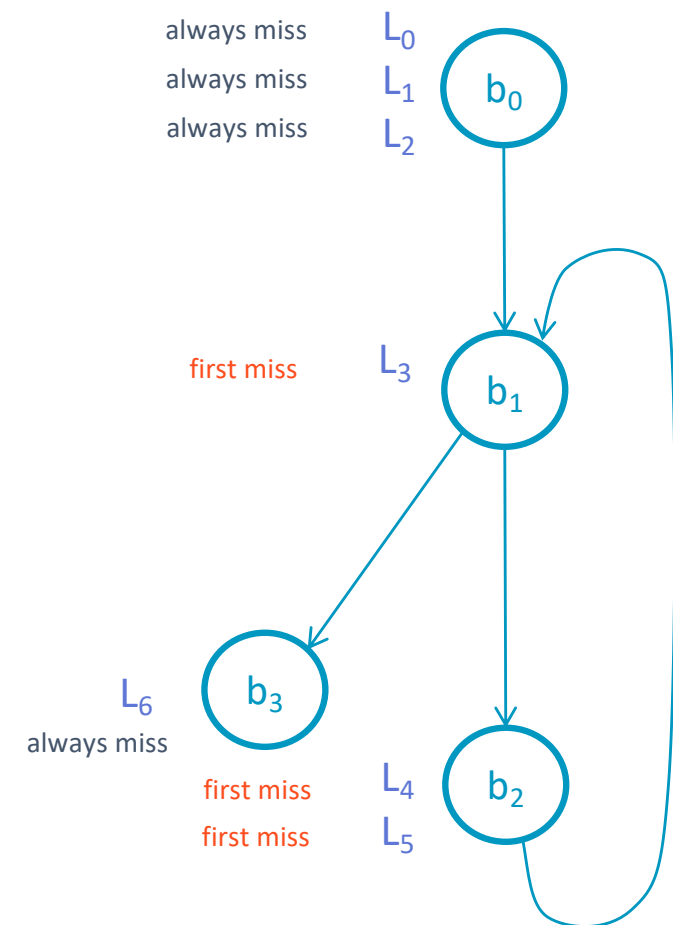 always miss L₀
always miss L₁ b₀
always miss L₂
first miss L₃ b₁
L₆ b₃
always miss
first miss L₄ b₂
first miss L₅